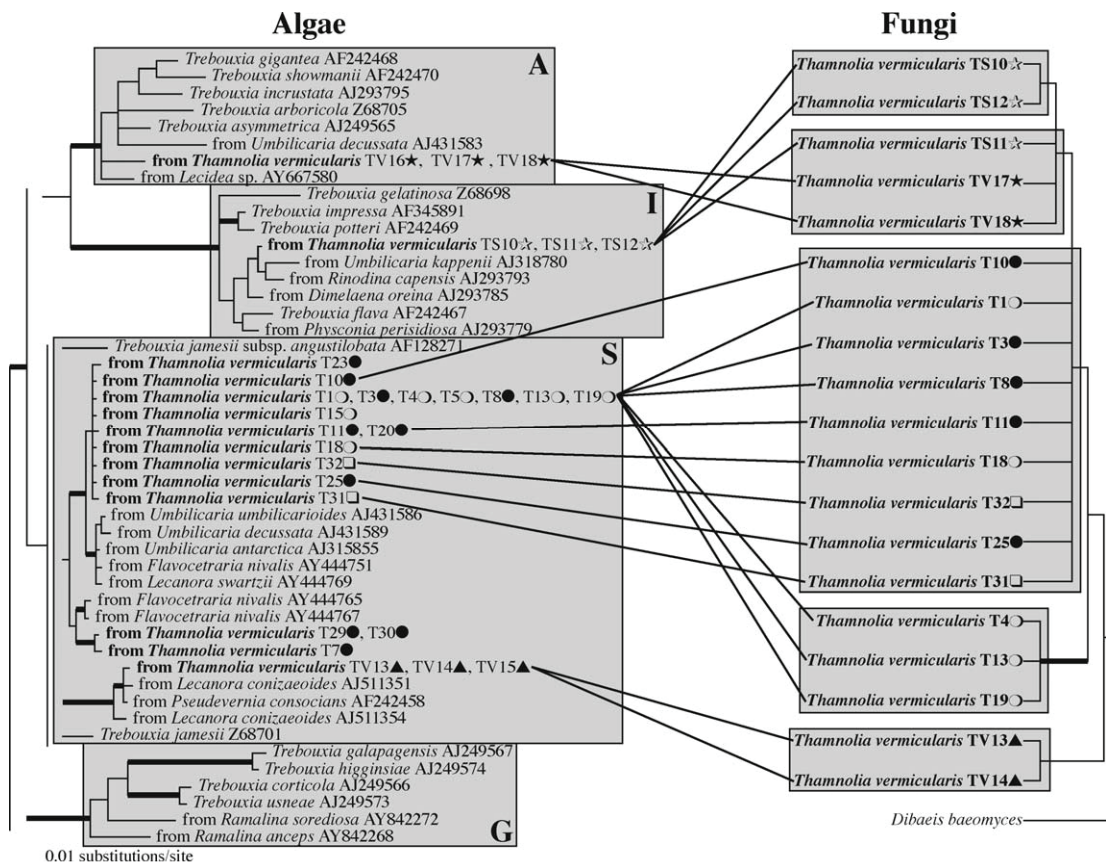 Algae
Trebouxia gigantea AF242468
Trebouxia showmanii AF242470
Trebouxia incrustata AJ293795
Trebouxia arboricola Z68705
Trebouxia asymmetrica AJ249565
from Umbilicaria decussata AJ431583
from Thamnolia vermicularis TV16★, TV17★, TV18★
from Lecidea sp. AY667580
A
Trebouxia gelatinosa Z68698
Trebouxia impressa AF345891
Trebouxia potteri AF242469
from Thamnolia vermicularis TS10☆, TS11☆, TS12☆
from Umbilicaria kappenii AJ318780
from Rinodina capensis AJ293793
from Dimelaena oreina AJ293785
Trebouxia flava AF242467
from Physconia perisidiosa AJ293779
I
Trebouxia jamesii subsp. angustilobata AF128271
from Thamnolia vermicularis T23●
from Thamnolia vermicularis T10●
from Thamnolia vermicularis T1❍, T3●, T4❍, T5❍, T8●, T13❍, T19❍
from Thamnolia vermicularis T15❍
from Thamnolia vermicularis T11●, T20●
from Thamnolia vermicularis T18❍
from Thamnolia vermicularis T32❑
from Thamnolia vermicularis T25●
from Thamnolia vermicularis T31❑
from Umbilicaria umbilicarioides AJ431586
from Umbilicaria decussata AJ431589
from Umbilicaria antarctica AJ315855
from Flavocetraria nivalis AY444751
from Lecanora swartzii AY444769
from Flavocetraria nivalis AY444765
from Flavocetraria nivalis AY444767
from Thamnolia vermicularis T29●, T30●
from Thamnolia vermicularis T7●
from Thamnolia vermicularis TV13▲, TV14▲, TV15▲
from Lecanora conizaeoides AJ511351
from Pseudevernia consocians AF242458
from Lecanora conizaeoides AJ511354
Trebouxia jamesii Z68701
S
Trebouxia galapagensis AJ249567
Trebouxia higginsiae AJ249574
Trebouxia corticola AJ249566
Trebouxia usneae AJ249573
from Ramalina sorediosa AY842272
from Ramalina anceps AY842268
G
0.01 substitutions/site
Fungi
Thamnolia vermicularis TS10☆
Thamnolia vermicularis TS12☆
Thamnolia vermicularis TS11☆
Thamnolia vermicularis TV17★
Thamnolia vermicularis TV18★
Thamnolia vermicularis T10●
Thamnolia vermicularis T1❍
Thamnolia vermicularis T3●
Thamnolia vermicularis T8●
Thamnolia vermicularis T11●
Thamnolia vermicularis T18❍
Thamnolia vermicularis T32❑
Thamnolia vermicularis T25●
Thamnolia vermicularis T31❑
Thamnolia vermicularis T4❍
Thamnolia vermicularis T13❍
Thamnolia vermicularis T19❍
Thamnolia vermicularis TV13▲
Thamnolia vermicularis TV14▲
Dibaeis baeomyces